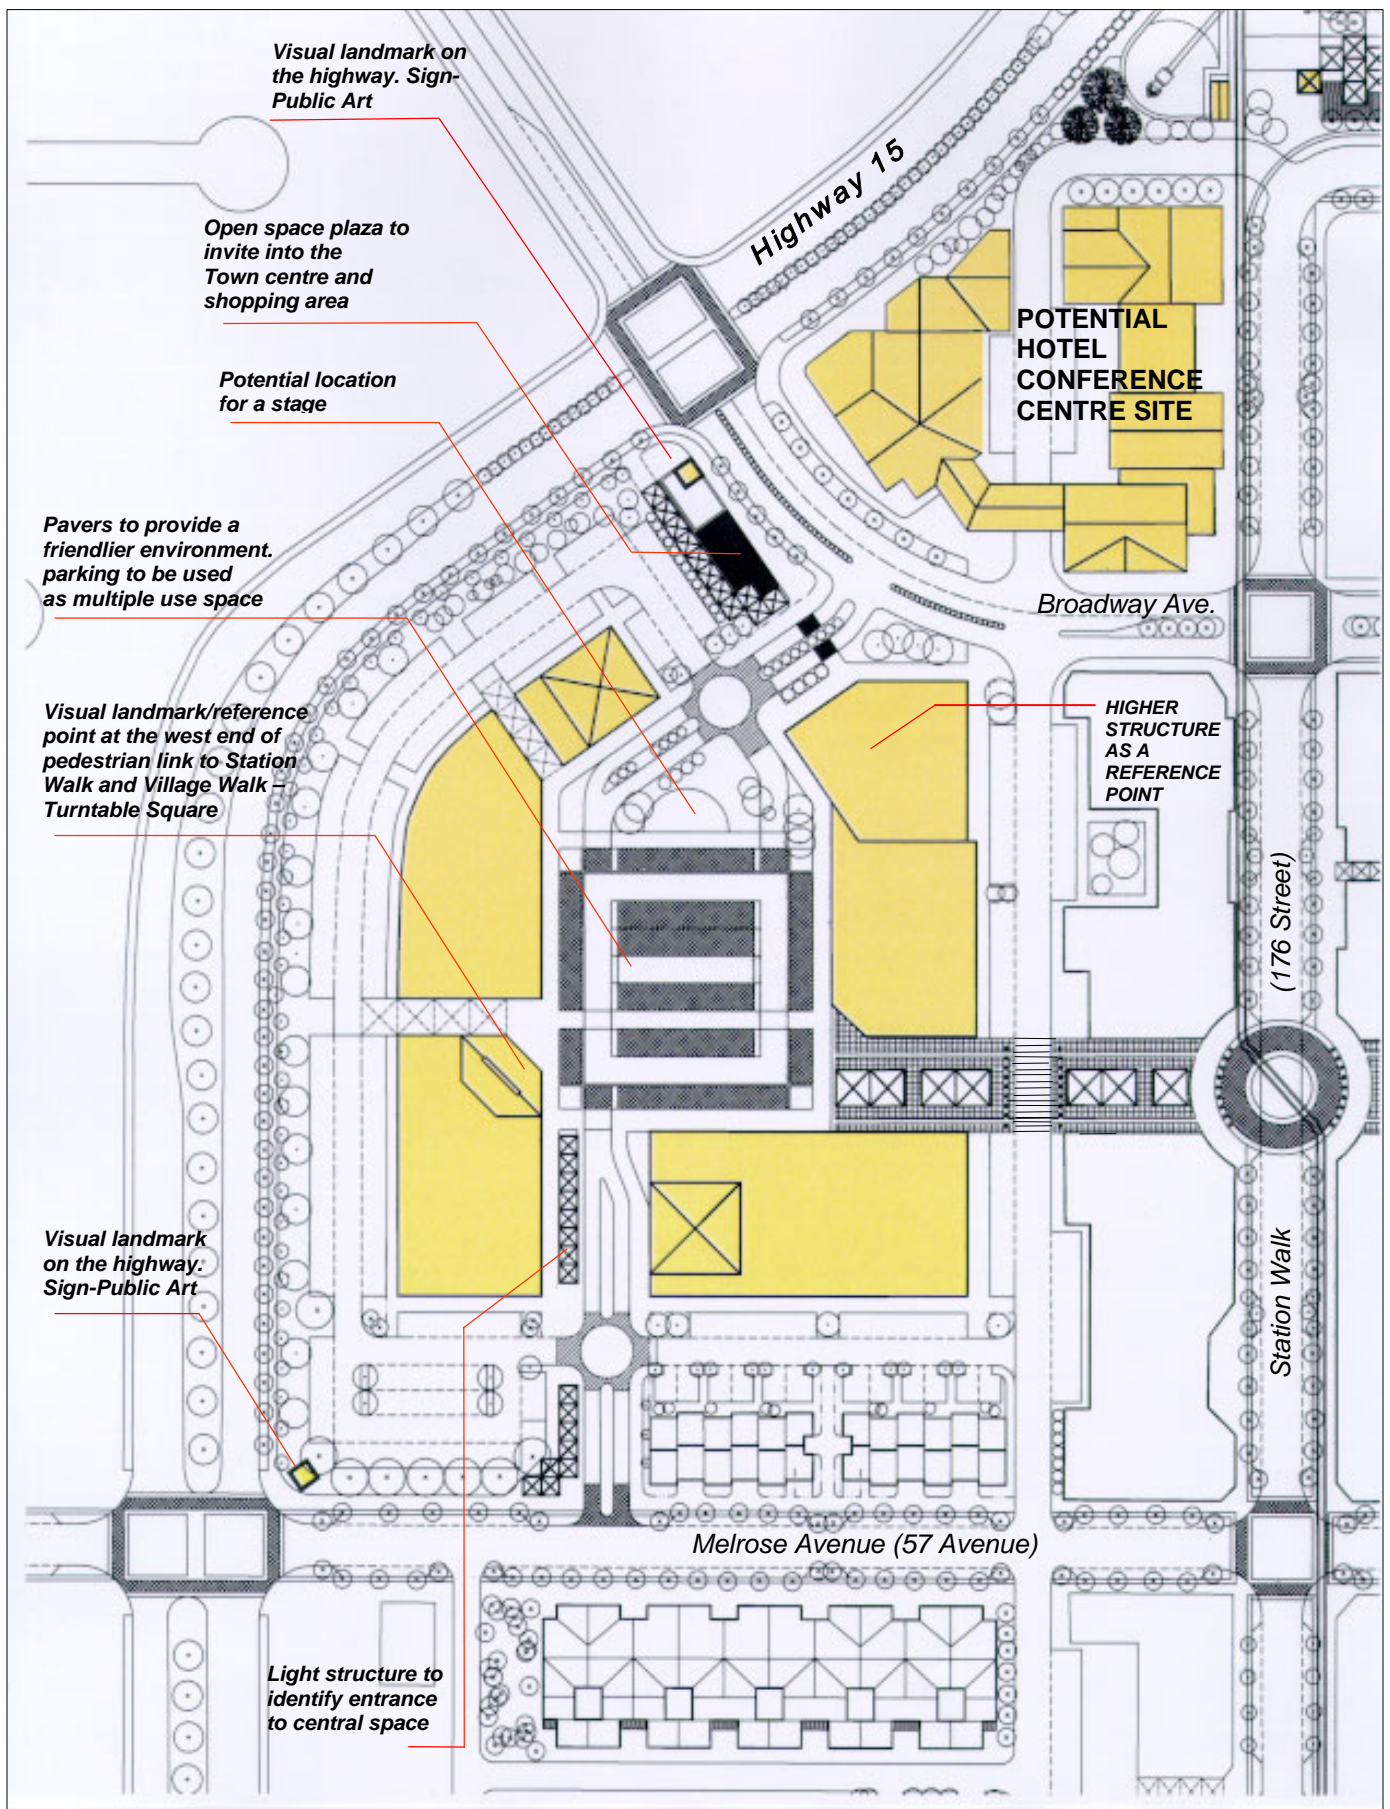 Visual landmark on
the highway. Sign-
Public Art
Highway 15
Open space plaza to
invite into the
Town centre and
shopping area
POTENTIAL
HOTEL
CONFERENCE
CENTRE SITE
Potential location
for a stage
Pavers to provide a
friendlier environment.
parking to be used
as multiple use space
Broadway Ave.
Visual landmark/reference
point at the west end of
pedestrian link to Station
Walk and Village Walk –
Turntable Square
HIGHER
STRUCTURE
AS A
REFERENCE
POINT
(176 Street)
Visual landmark
on the highway.
Sign-Public Art
Station Walk
Melrose Avenue (57 Avenue)
Light structure to
identify entrance
to central space